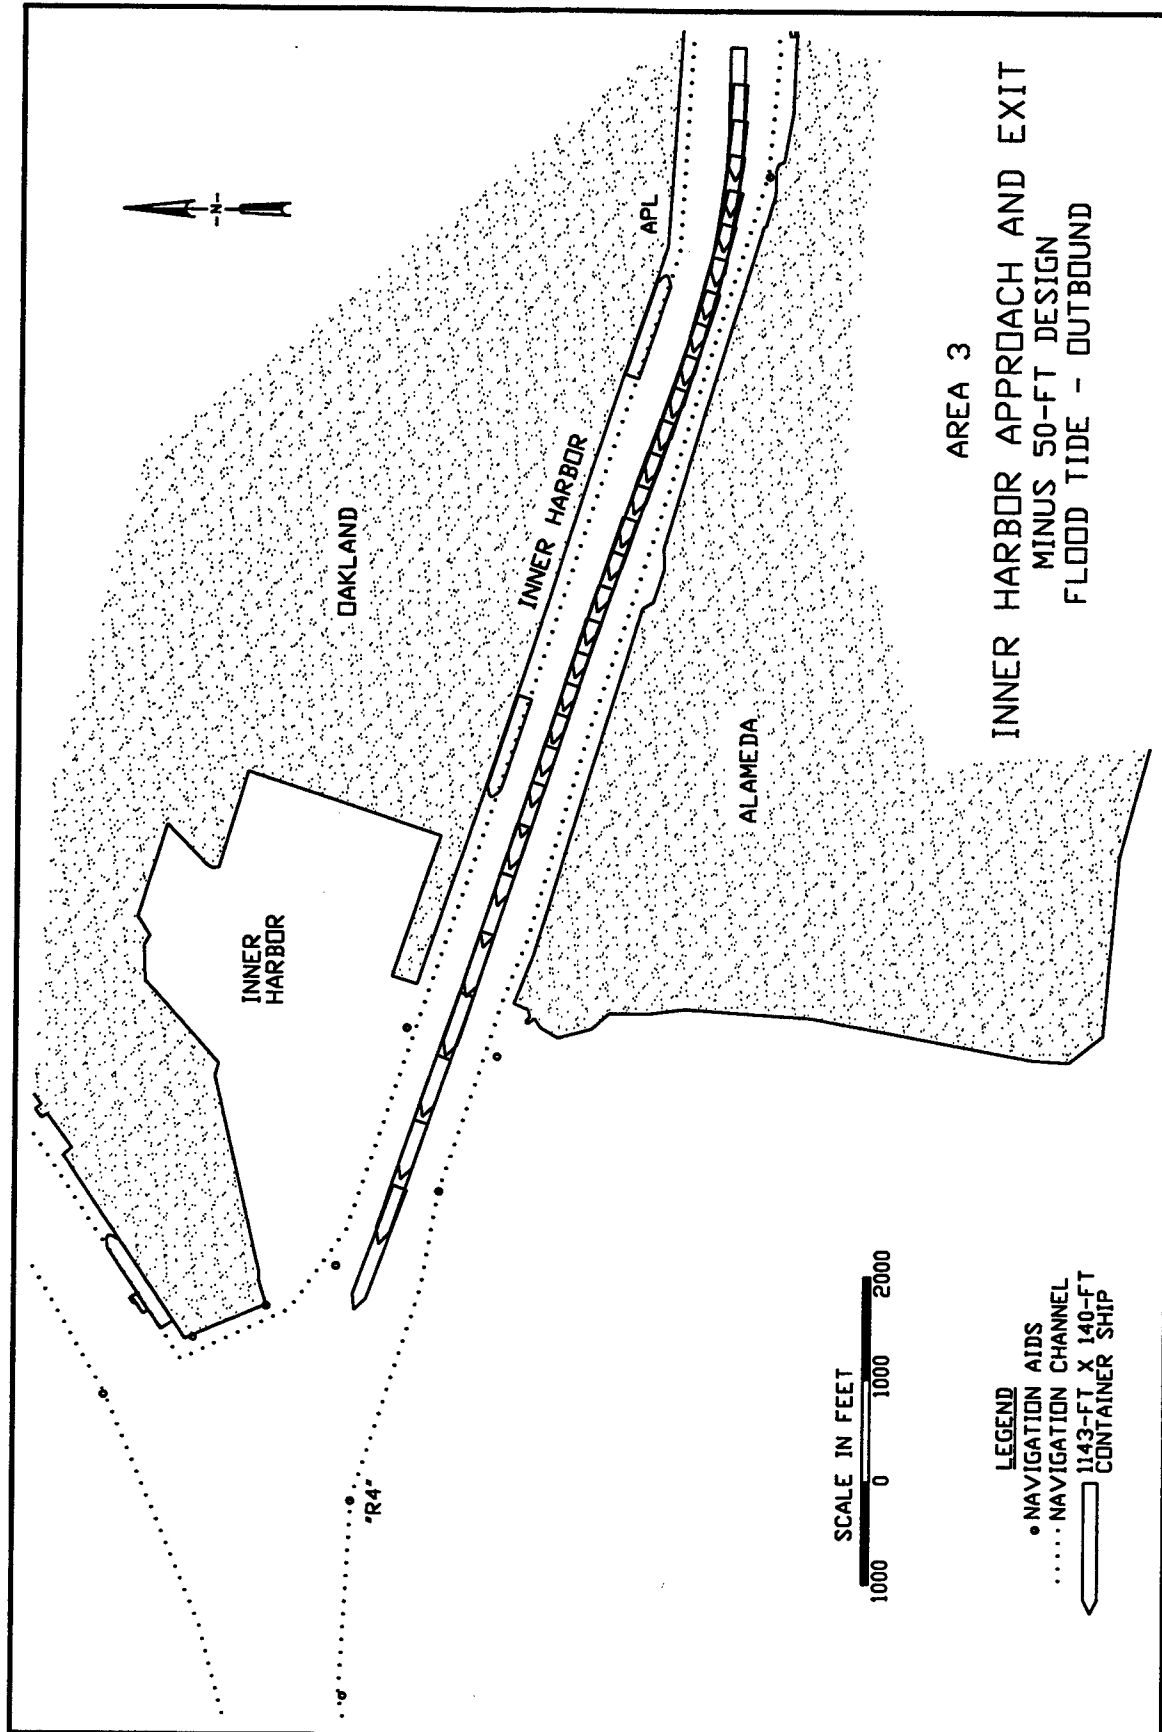 -N-
APL
OAKLAND
INNER HARBOR
INNER
HARBOR
ALAMEDA
"R4"
AREA 3
INNER HARBOR APPROACH AND EXIT
MINUS 50-FT DESIGN
FLOOD TIDE - OUTBOUND
SCALE IN FEET
1000 0 1000 2000
LEGEND
NAVIGATION AIDS
NAVIGATION CHANNEL
1143-FT X 140-FT
CONTAINER SHIP